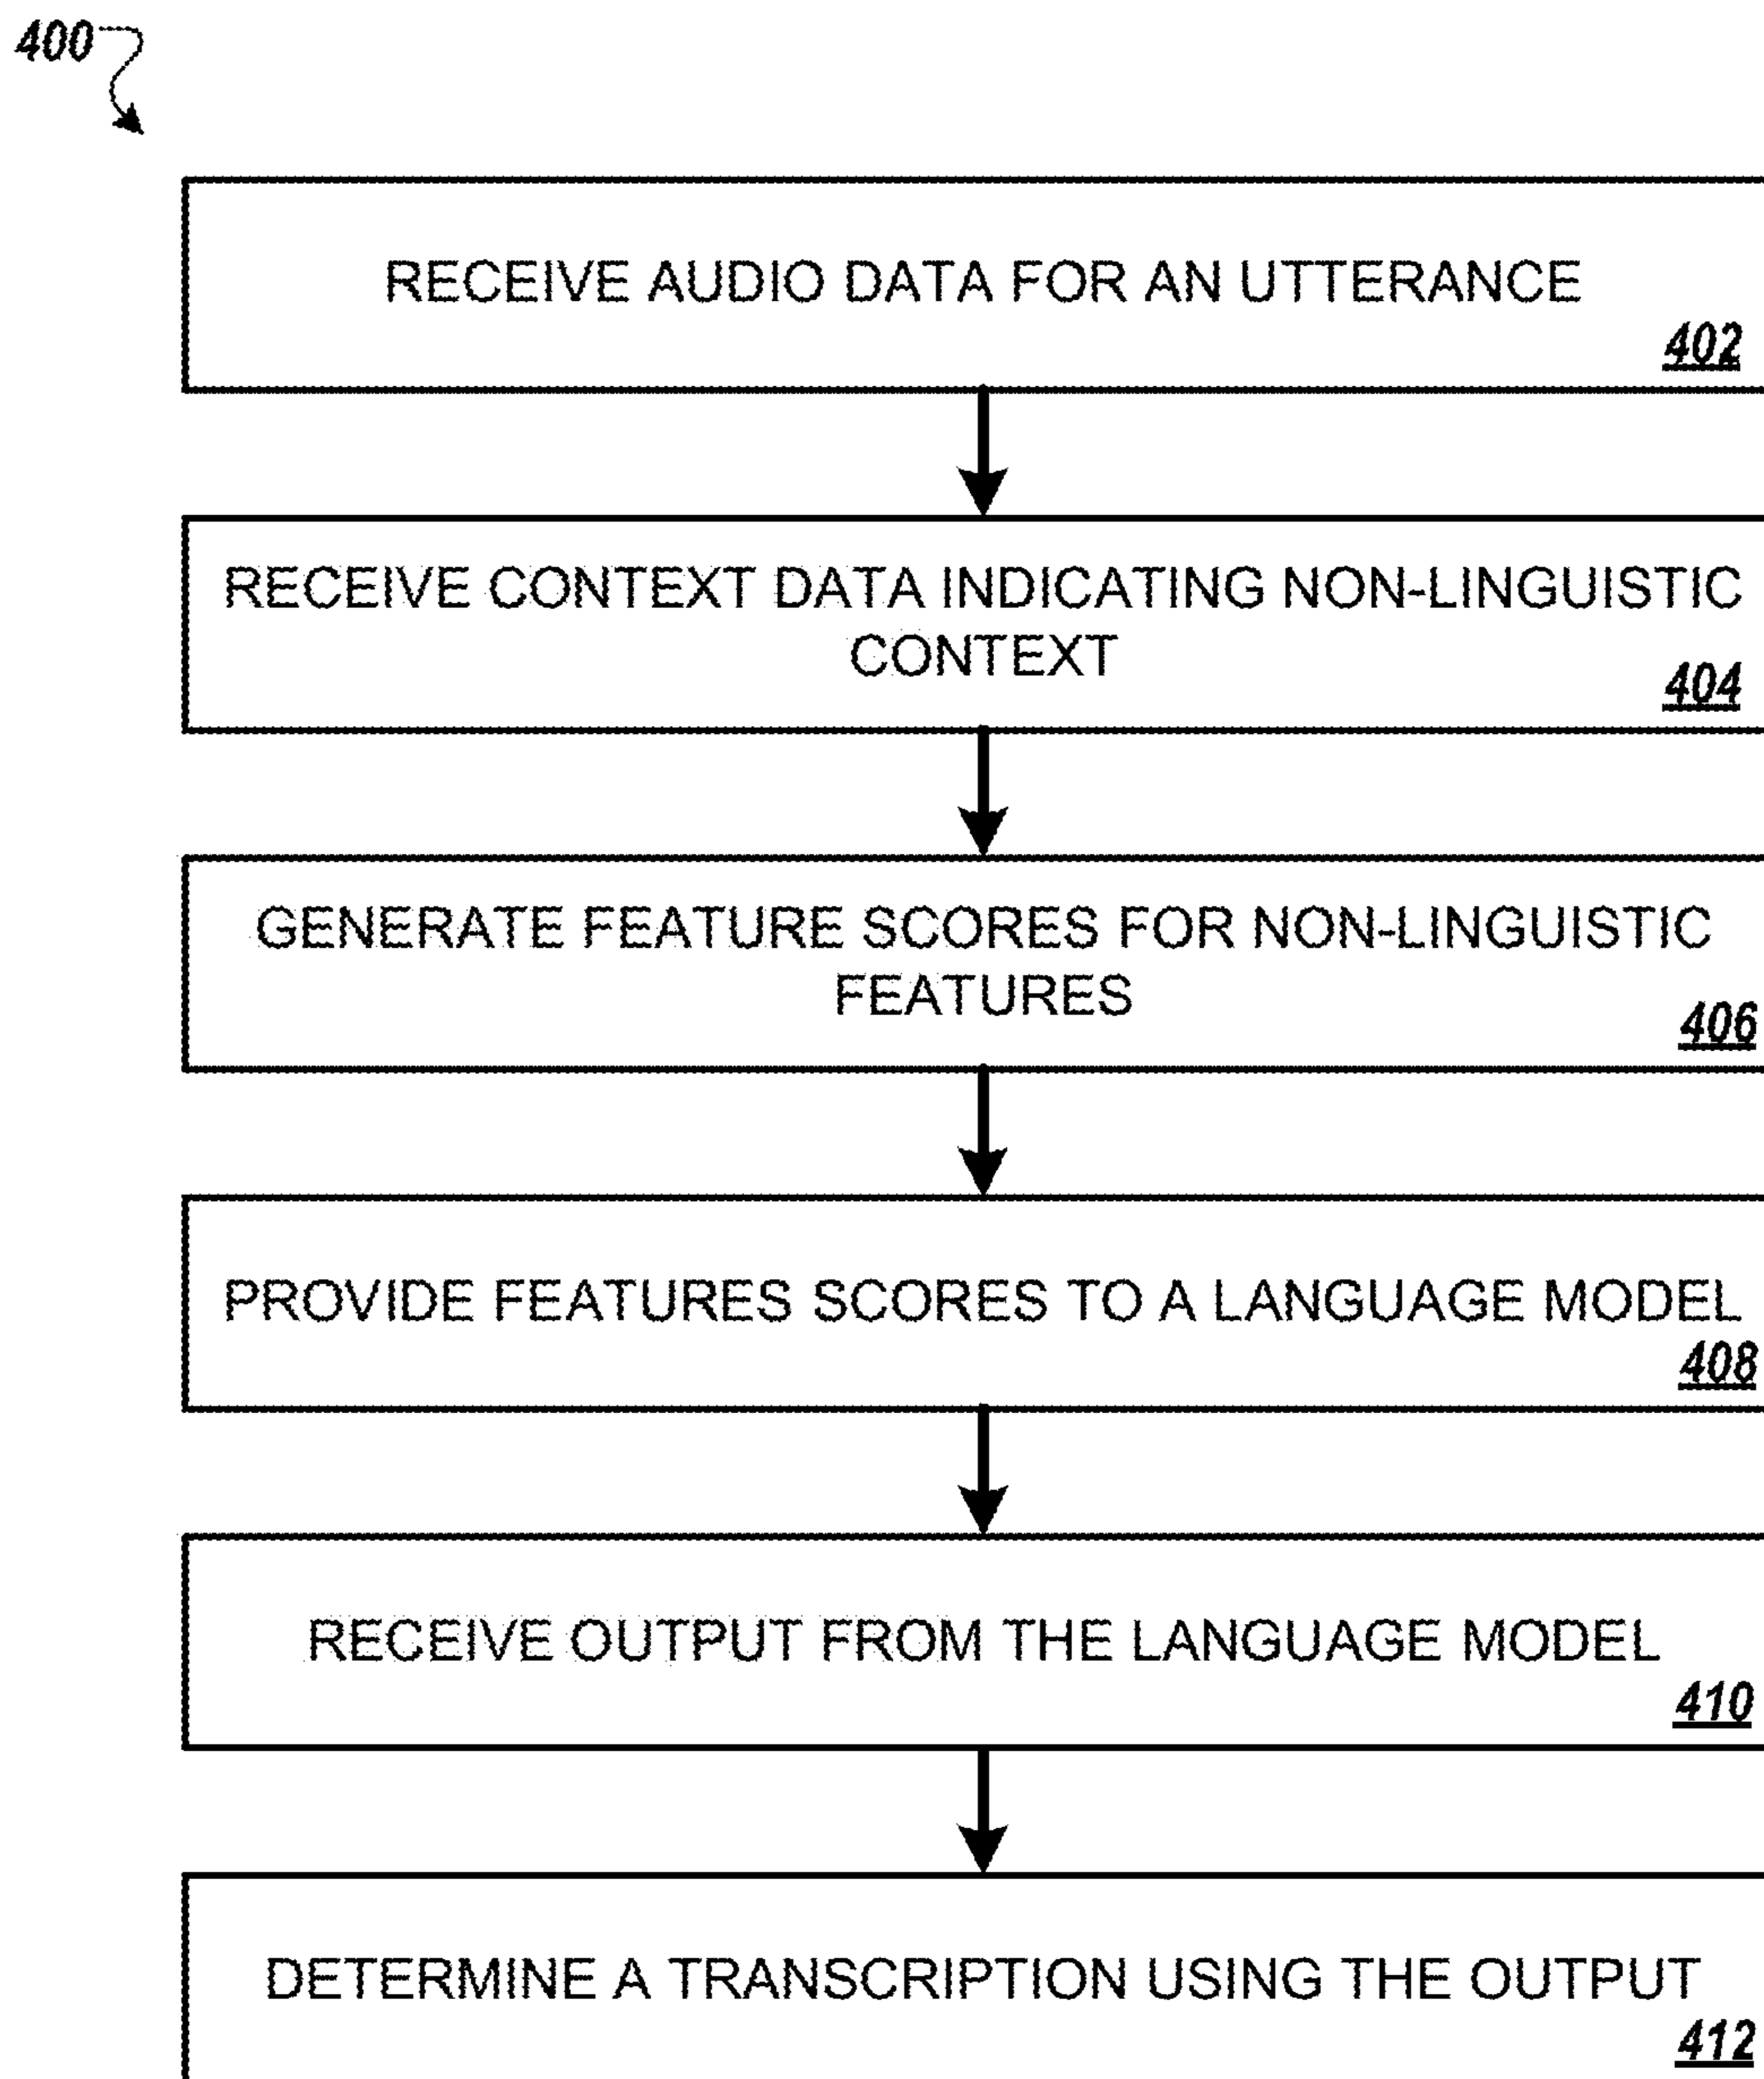 400
RECEIVE AUDIO DATA FOR AN UTTERANCE
402
RECEIVE CONTEXT DATA INDICATING NON-LINGUISTIC
CONTEXT
404
GENERATE FEATURE SCORES FOR NON-LINGUISTIC
FEATURES
406
PROVIDE FEATURES SCORES TO A LANGUAGE MODEL
408
RECEIVE OUTPUT FROM THE LANGUAGE MODEL
410
DETERMINE A TRANSCRIPTION USING THE OUTPUT
412